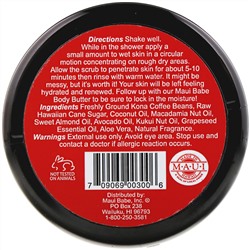 Directions Shake well.
While in the shower apply a
small amount to wet skin in a circular
motion concentrating on rough dry areas.
Allow the scrub to penetrate skin for about 5-10
minutes then rinse with warm water. It might
be messy, but's worth it! Your skin will be left feeling
hydrated and renewed. Follow up with our Maui Babe
Body Butter to be sure to lock in the moisture!
Ingredients Freshly Ground Kona Coffee Beans, Raw
Hawaiian Cane Sugar, Coconut Oil, Macadamia Nut Oil,
Sweet Almond Oil, Avocado Oil, Kukui Nut Oil, Grapeseed
Essential Oil, Aloe Vera, Natural Fragrance.
Warnings External use only. Avoid eye area. Stop use and
contact a doctor if allergic reaction occurs.
NOT TESTED
ON ANIMALS
7 09069 00300 6
MAUI
Distributed by:
Maui Babe, Inc.
PO BOX 236
Wailuku, HI 96793
1-800-250-3581